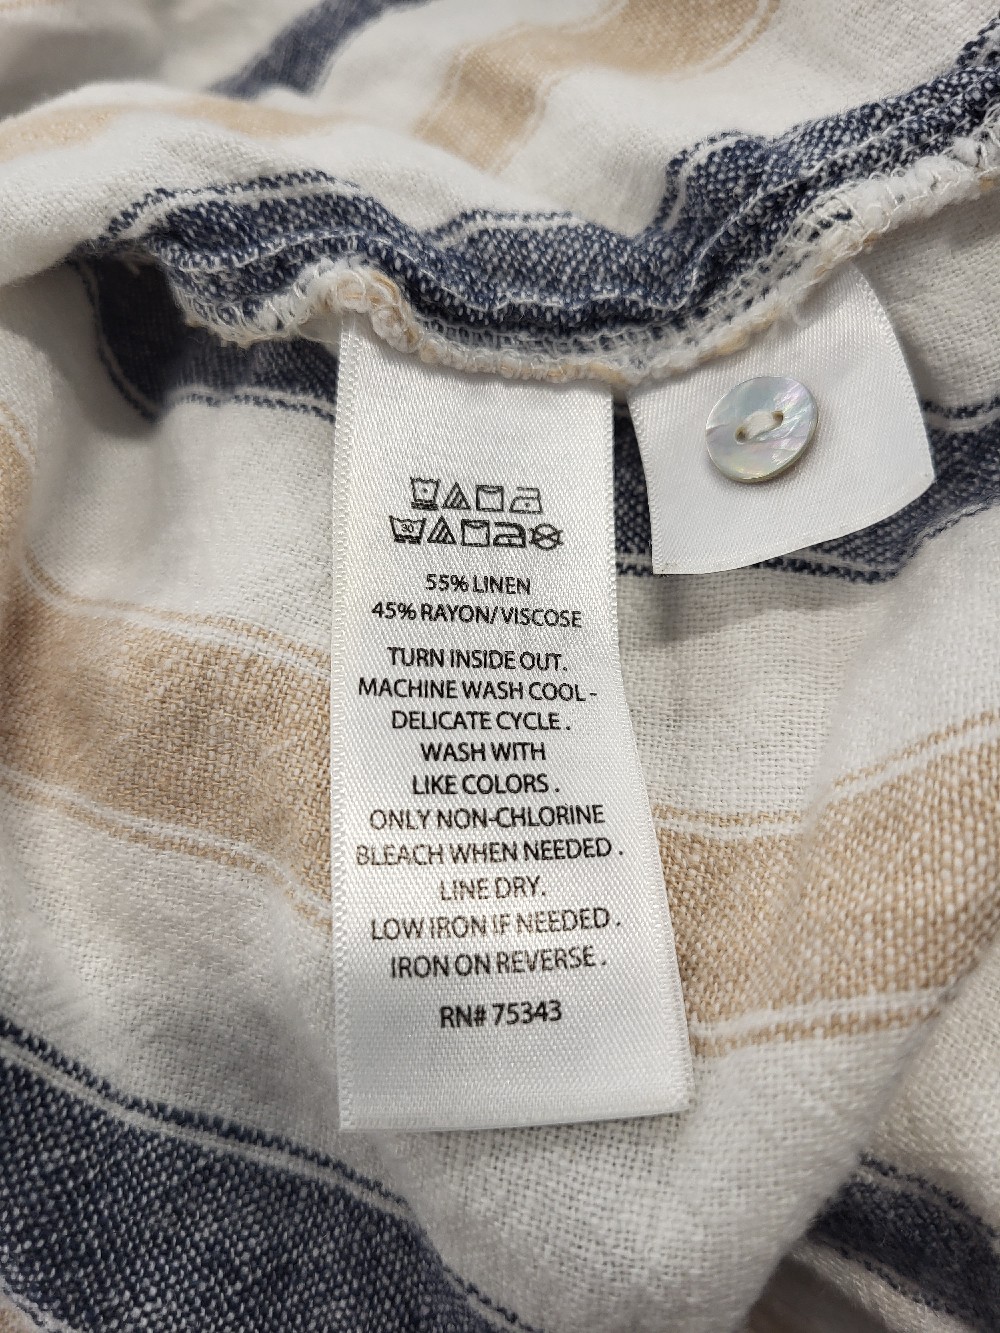 30
55% LINEN
45% RAYON/VISCOSE
TURN INSIDE OUT.
MACHINE WASH COOL -
DELICATE CYCLE .
WASH WITH
LIKE COLORS .
ONLY NON-CHLORINE
BLEACH WHEN NEEDED .
LINE DRY.
LOW IRON IF NEEDED .
IRON ON REVERSE .
RN# 75343